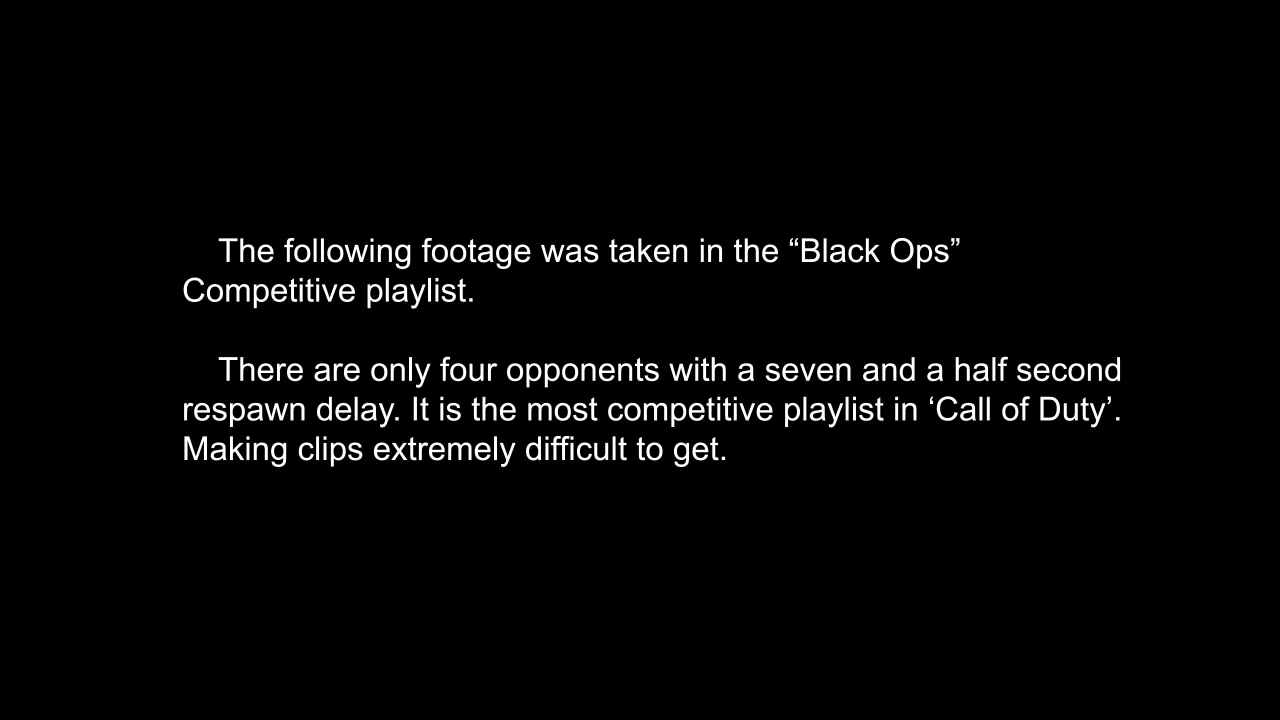 The following footage was taken in the “Black Ops”
Competitive playlist.
There are only four opponents with a seven and a half second
respawn delay. It is the most competitive playlist in ‘Call of Duty’.
Making clips extremely difficult to get.